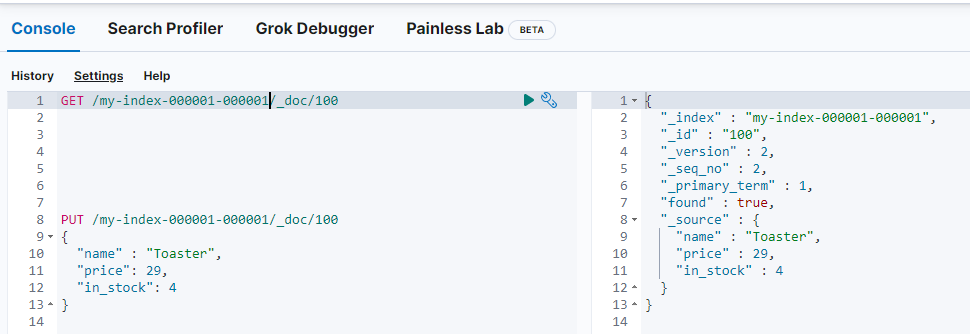 Console Search Profiler Grok Debugger Painless Lab BETA
History Settings Help
1 GET /my-index-000001-000001/_doc/100
2
3
4
5
6
7
8 PUT /my-index-000001-000001/_doc/100
9 {
10 "name" : "Toaster",
11 "price": 29,
12 "in_stock": 4
13 }
14
1 {
2 "_index" : "my-index-000001-000001",
3 "_id" : "100",
4 "_version" : 2,
5 "_seq_no" : 2,
6 "_primary_term" : 1,
7 "found" : true,
8 "_source" : {
9 "name" : "Toaster",
10 "price" : 29,
11 "in_stock" : 4
12 }
13 }
14